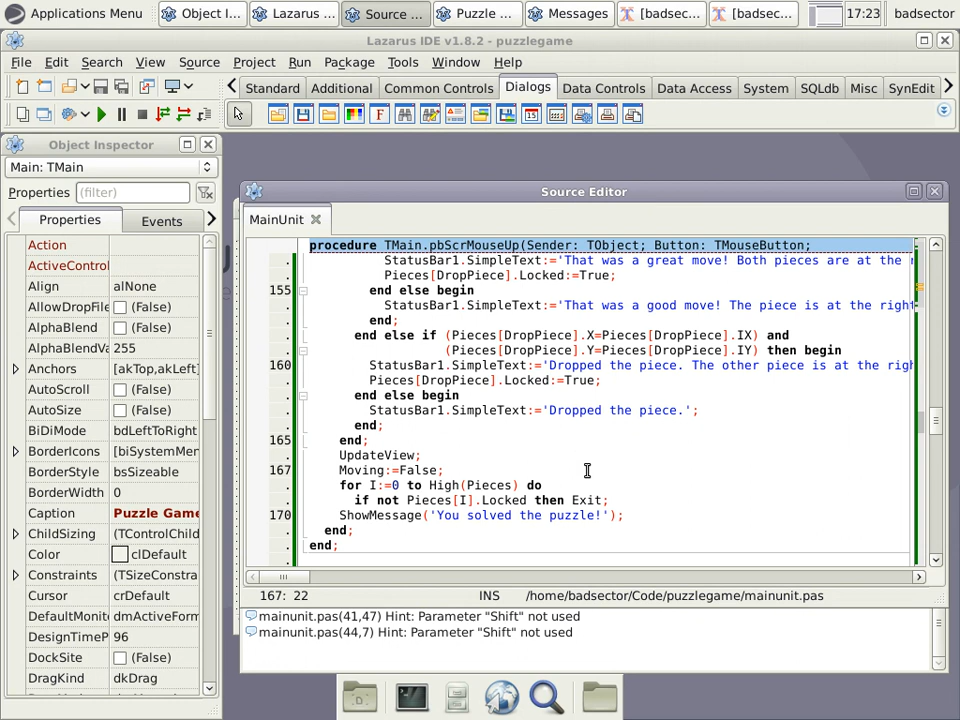 Applications Menu
Object I...
Lazarus ...
Source ...
Puzzle ...
Messages
[badsec...
[badsec...
17:23
badsector
Lazarus IDE v1.8.2 - puzzlegame
File Edit Search View Source Project Run Package Tools Window Help
Standard Additional Common Controls Dialogs Data Controls Data Access System SQLdb Misc SynEdit
Object Inspector
Main: TMain
Properties (filter)
Properties Events
Action
ActiveControl
Align alNone
AllowDropFile (False)
AlphaBlend (False)
AlphaBlendVa 255
Anchors [akTop,akLeft]
AutoScroll (False)
AutoSize (False)
BiDiMode bdLeftToRight
BorderIcons [biSystemMen
BorderStyle bsSizeable
BorderWidth 0
Caption Puzzle Game
ChildSizing (TControlChild
Color clDefault
Constraints (TSizeConstra
Cursor crDefault
DefaultMonit dmActiveForm
DesignTimeP 96
DockSite (False)
DragKind dkDrag
Source Editor
MainUnit
procedure TMain.pbScrMouseUp(Sender: TObject; Button: TMouseButton;
StatusBar1.SimpleText:='That was a great move! Both pieces are at the r
Pieces[DropPiece].Locked:=True;
155 end else begin
StatusBar1.SimpleText:='That was a good move! The piece is at the right
end;
end else if (Pieces[DropPiece].X=Pieces[DropPiece].IX) and
(Pieces[DropPiece].Y=Pieces[DropPiece].IY) then begin
160 StatusBar1.SimpleText:='Dropped the piece. The other piece is at the righ
Pieces[DropPiece].Locked:=True;
end else begin
StatusBar1.SimpleText:='Dropped the piece.';
end;
165 end;
UpdateView;
167 Moving:=False;
for I:=0 to High(Pieces) do
if not Pieces[I].Locked then Exit;
170 ShowMessage('You solved the puzzle!');
end;
end;
167: 22 INS /home/badsector/Code/puzzlegame/mainunit.pas
mainunit.pas(41,47) Hint: Parameter "Shift" not used
mainunit.pas(44,7) Hint: Parameter "Shift" not used